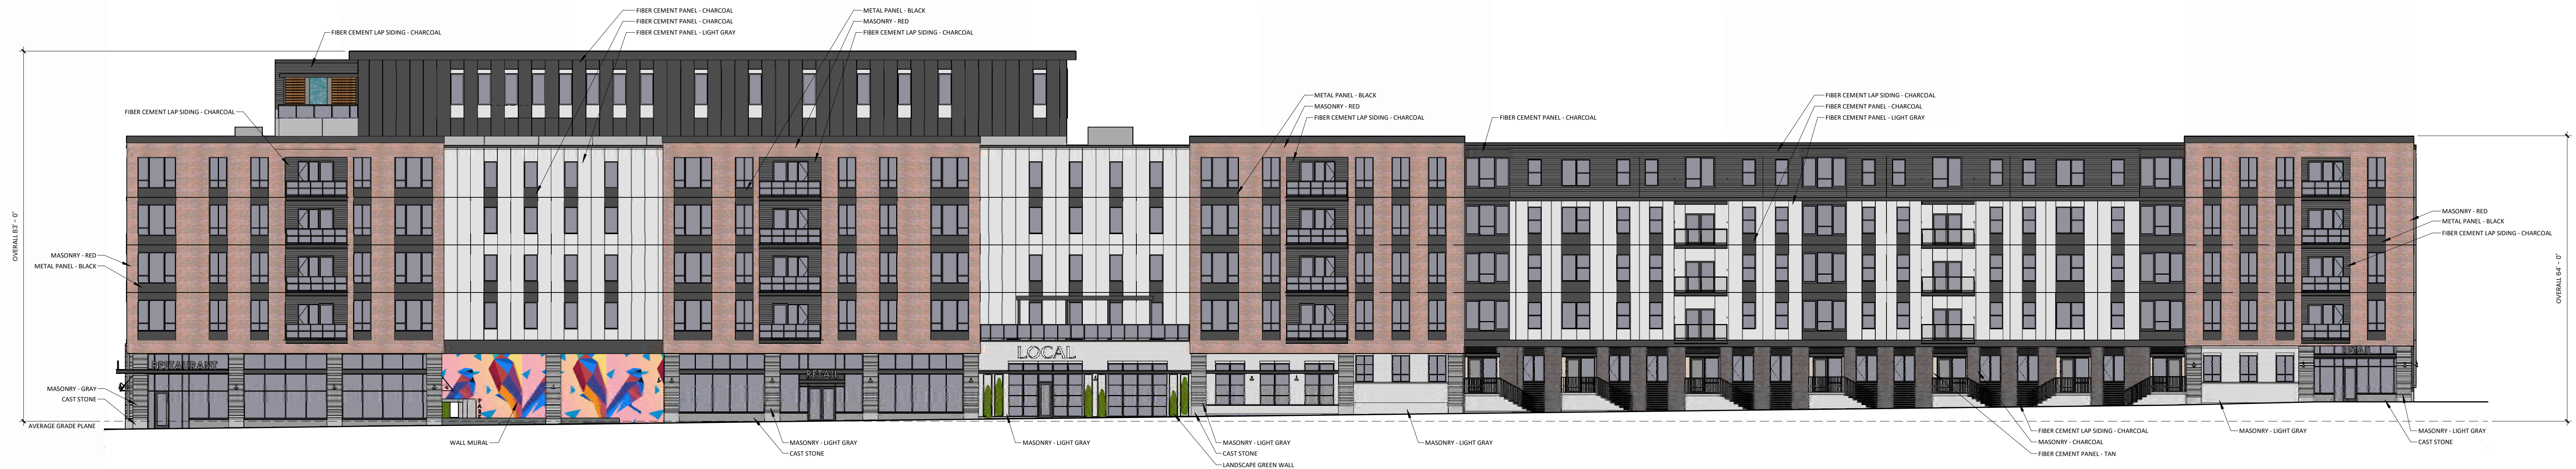 FIBER CEMENT PANEL - CHARCOAL
FIBER CEMENT PANEL - CHARCOAL
FIBER CEMENT PANEL - LIGHT GRAY
METAL PANEL - BLACK
MASONRY - RED
FIBER CEMENT LAP SIDING - CHARCOAL
FIBER CEMENT LAP SIDING - CHARCOAL
FIBER CEMENT LAP SIDING - CHARCOAL
METAL PANEL - BLACK
MASONRY - RED
FIBER CEMENT LAP SIDING - CHARCOAL
FIBER CEMENT PANEL - CHARCOAL
FIBER CEMENT LAP SIDING - CHARCOAL
FIBER CEMENT PANEL - CHARCOAL
FIBER CEMENT PANEL - LIGHT GRAY
OVERALL 83' - 0"
OVERALL 64' - 0"
MASONRY - RED
METAL PANEL - BLACK
MASONRY - RED
METAL PANEL - BLACK
FIBER CEMENT LAP SIDING - CHARCOAL
RESTAURANT
RETAIL
LOCAL
RETAIL
MASONRY - GRAY
CAST STONE
AVERAGE GRADE PLANE
WALL MURAL
MASONRY - LIGHT GRAY
CAST STONE
MASONRY - LIGHT GRAY
MASONRY - LIGHT GRAY
CAST STONE
LANDSCAPE GREEN WALL
MASONRY - LIGHT GRAY
FIBER CEMENT LAP SIDING - CHARCOAL
MASONRY - CHARCOAL
FIBER CEMENT PANEL - TAN
MASONRY - LIGHT GRAY
MASONRY - LIGHT GRAY
CAST STONE